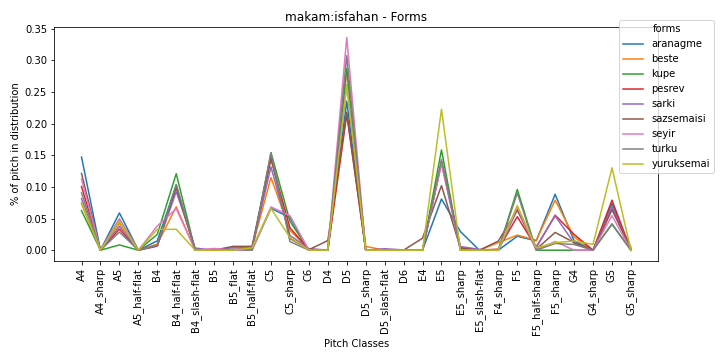 makam:isfahan - Forms
% of pitch in distribution
0.35
0.30
0.25
0.20
0.15
0.10
0.05
0.00
forms
aranagme
beste
kupe
pesrev
sarki
sazsemaisi
seyir
turku
yuruksemai
A4
A4_sharp
A5
A5_half-flat
B4
B4_half-flat
B4_slash-flat
B5
B5_flat
B5_half-flat
C5
C5_sharp
C6
D4
D5
D5_sharp
D5_slash-flat
D6
E4
E5
E5_sharp
E5_slash-flat
F4_sharp
F5
F5_half-sharp
F5_sharp
G4
G4_sharp
G5
G5_sharp
Pitch Classes